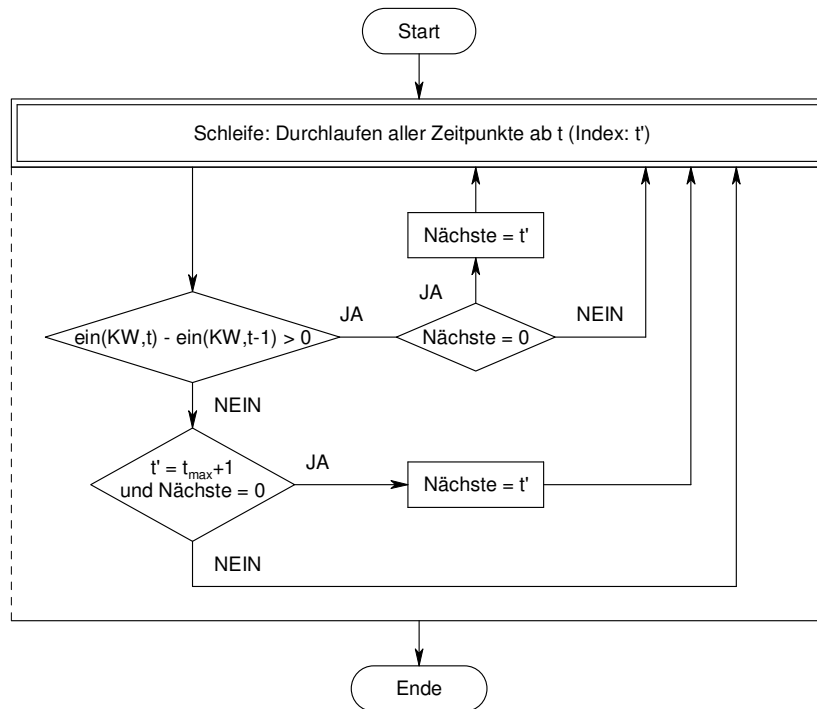 Start
Schleife: Durchlaufen aller Zeitpunkte ab t (Index: t')
Nächste = t'
JA
JA
NEIN
ein(KW,t) - ein(KW,t-1) > 0
Nächste = 0
NEIN
t' = tmax+1
und Nächste = 0
JA
Nächste = t'
NEIN
Ende